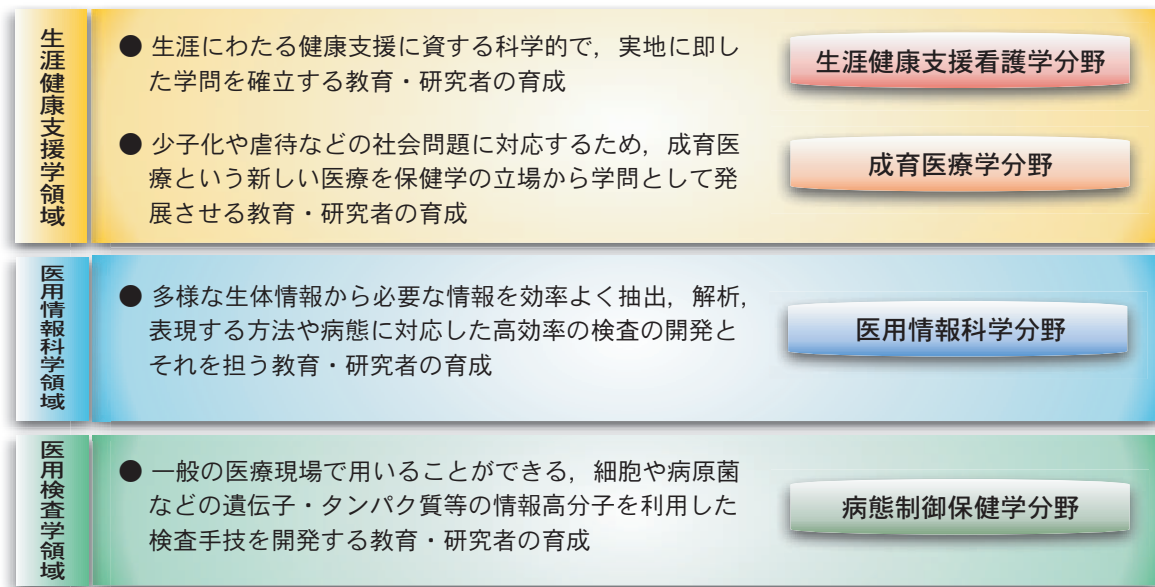 生涯健康支援学領域
● 生涯にわたる健康支援に資する科学的で，実地に即し
た学問を確立する教育・研究者の育成
生涯健康支援看護学分野
● 少子化や虐待などの社会問題に対応するため，成育医
療という新しい医療を保健学の立場から学問として発
展させる教育・研究者の育成
成育医療学分野
医用情報科学領域
● 多様な生体情報から必要な情報を効率よく抽出，解析，
表現する方法や病態に対応した高効率の検査の開発と
それを担う教育・研究者の育成
医用情報科学分野
医用検査学領域
● 一般の医療現場で用いることができる，細胞や病原菌
などの遺伝子・タンパク質等の情報高分子を利用した
検査手技を開発する教育・研究者の育成
病態制御保健学分野